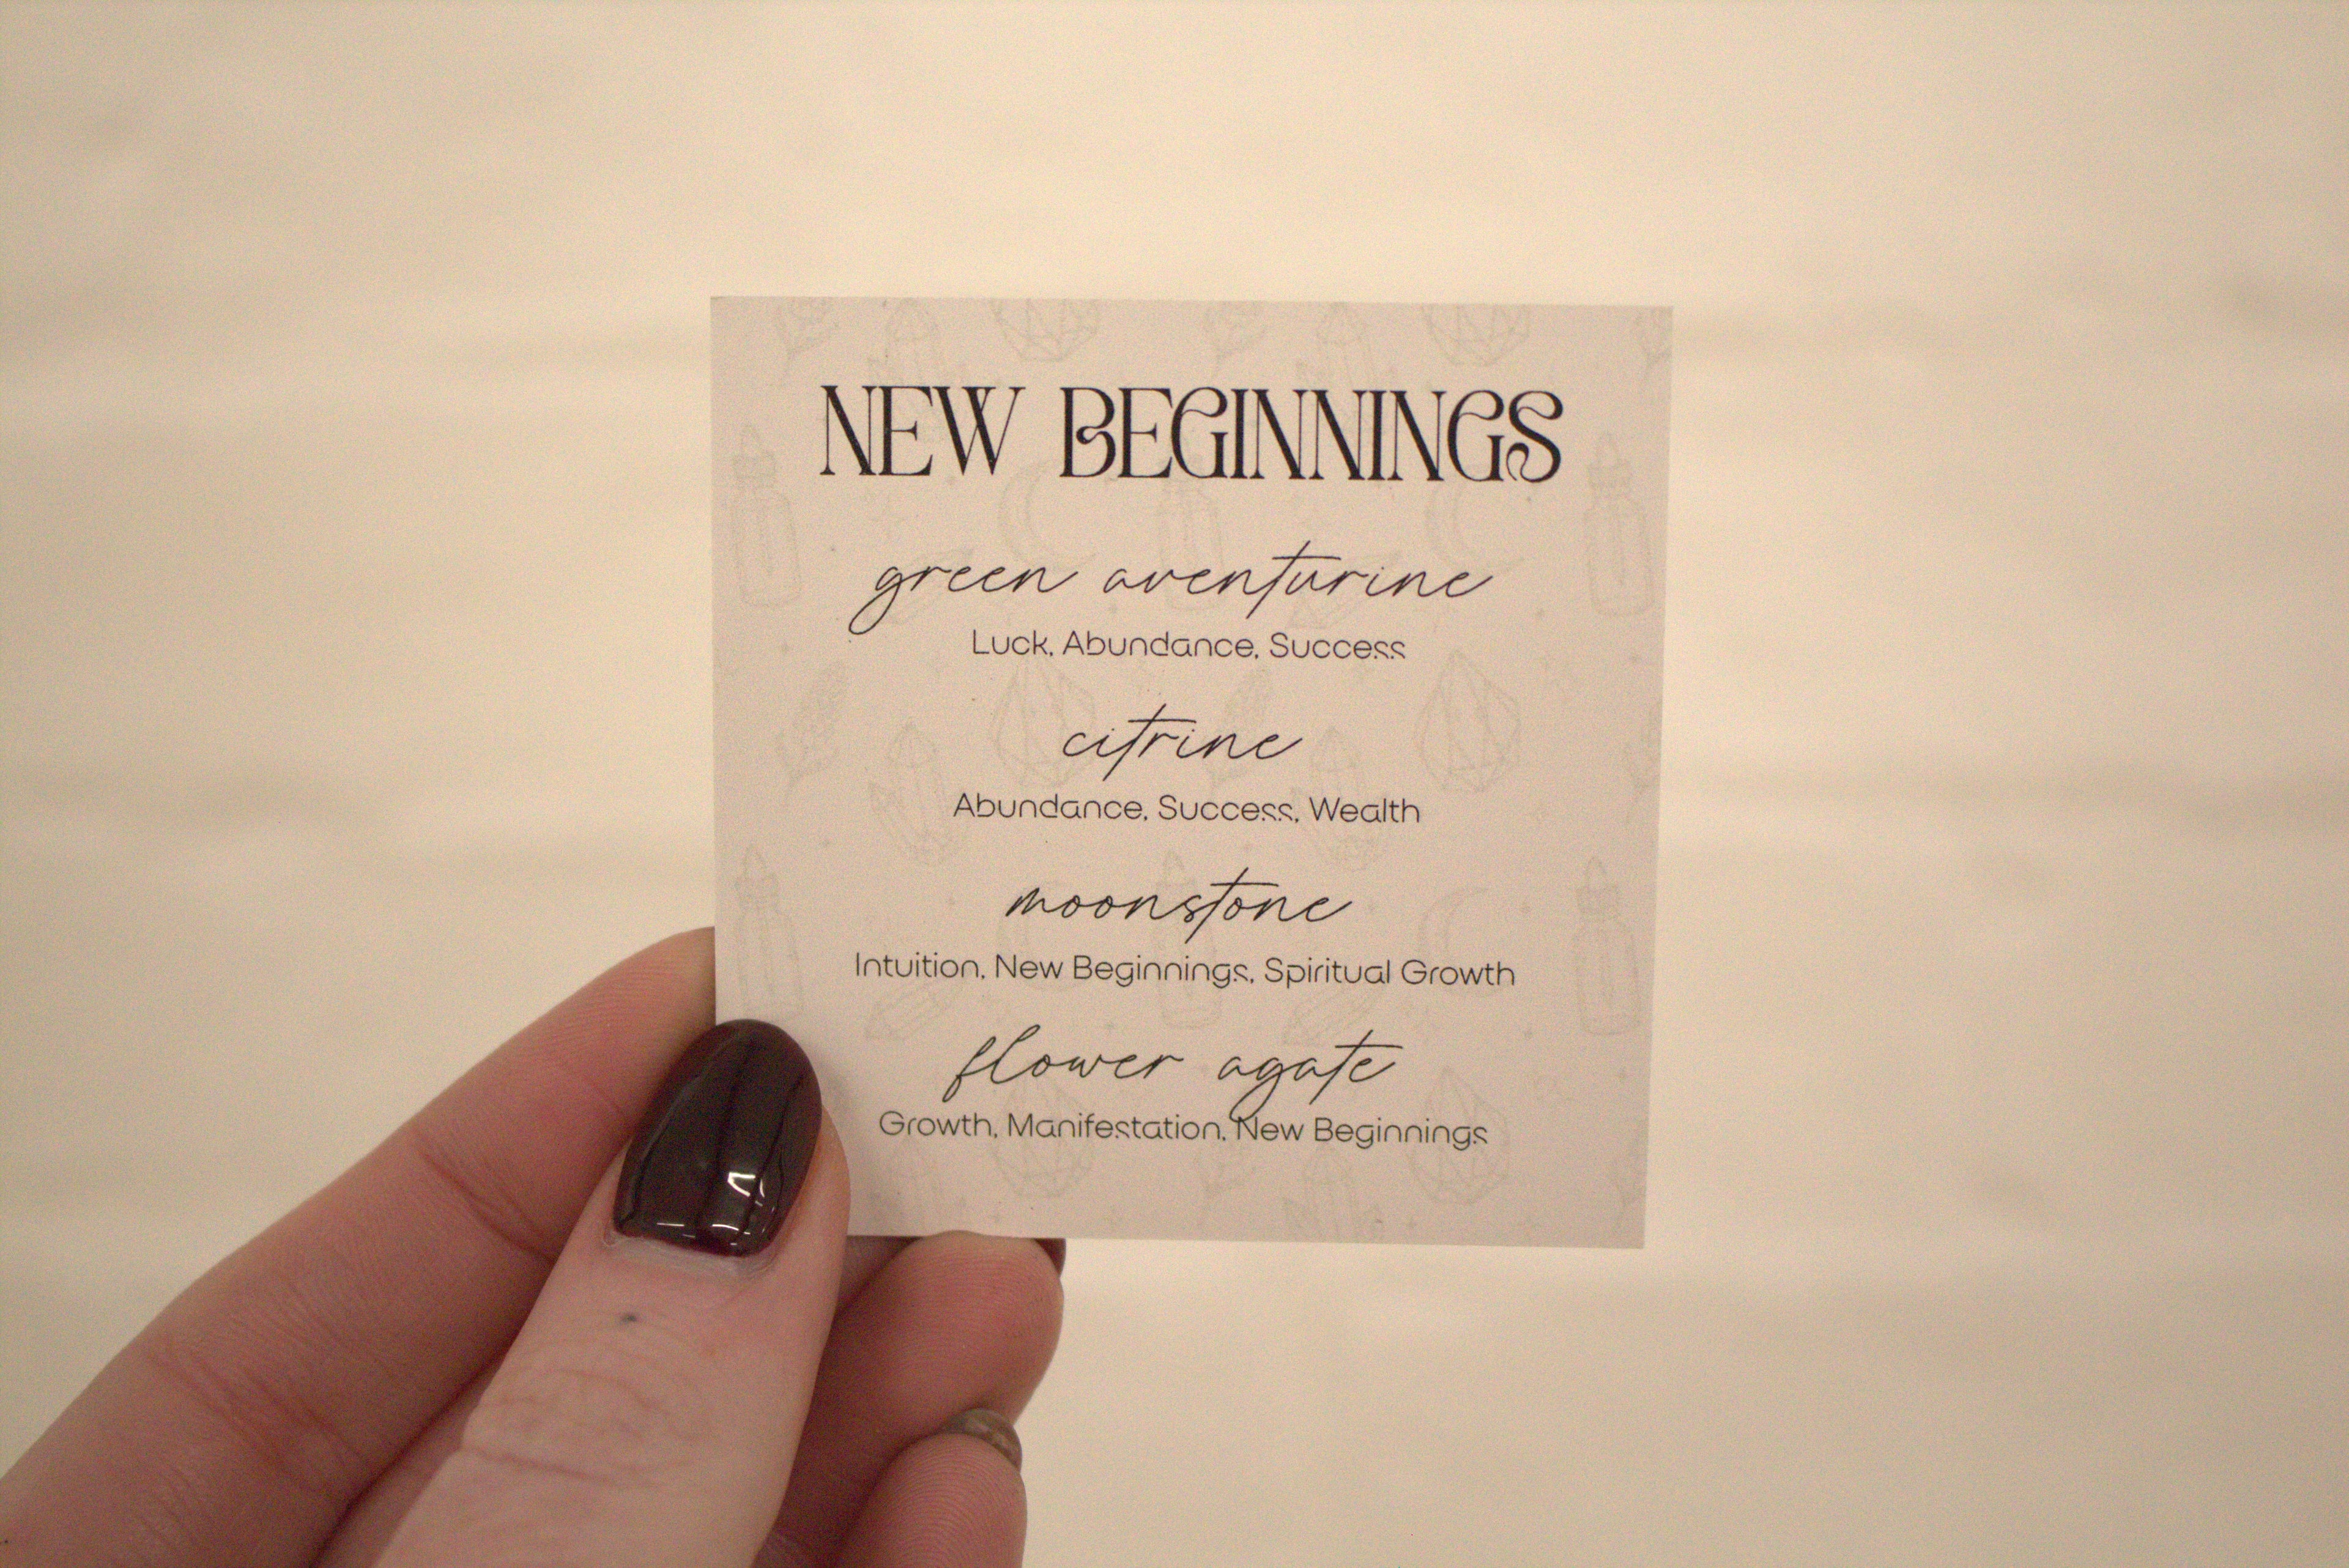 NEW BEGINNINGS
green aventurine
Luck, Abundance, Success
citrine
Abundance, Success, Wealth
moonstone
Intuition, New Beginnings, Spiritual Growth
flower agate
Growth, Manifestation, New Beginnings